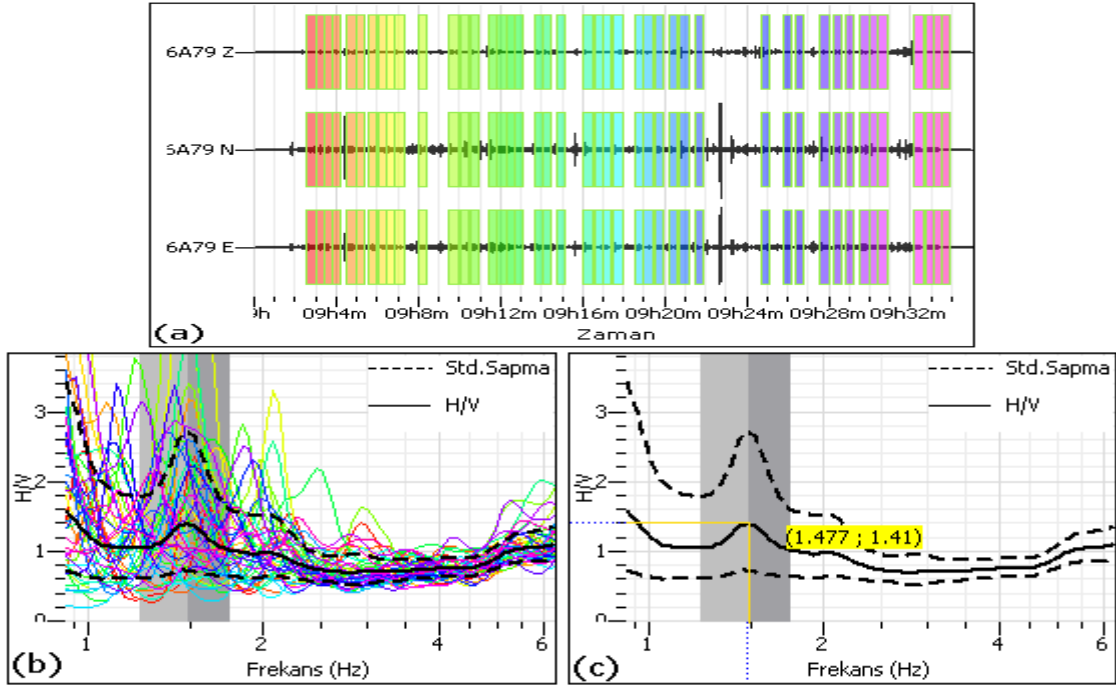 6A79 Z
5A79 N
6A79 E
9h 09h4m 09h8m 09h12m 09h16m 09h20m 09h24m 09h28m 09h32m
Zaman
(a)
Std.Sapma
H/V
H/V
3
2
1
0
1 2 4 6
Frekans (Hz)
(b)
Std.Sapma
H/V
H/V
3
2
1
0
(1.477 ; 1.41)
1 2 4 6
Frekans (Hz)
(c)